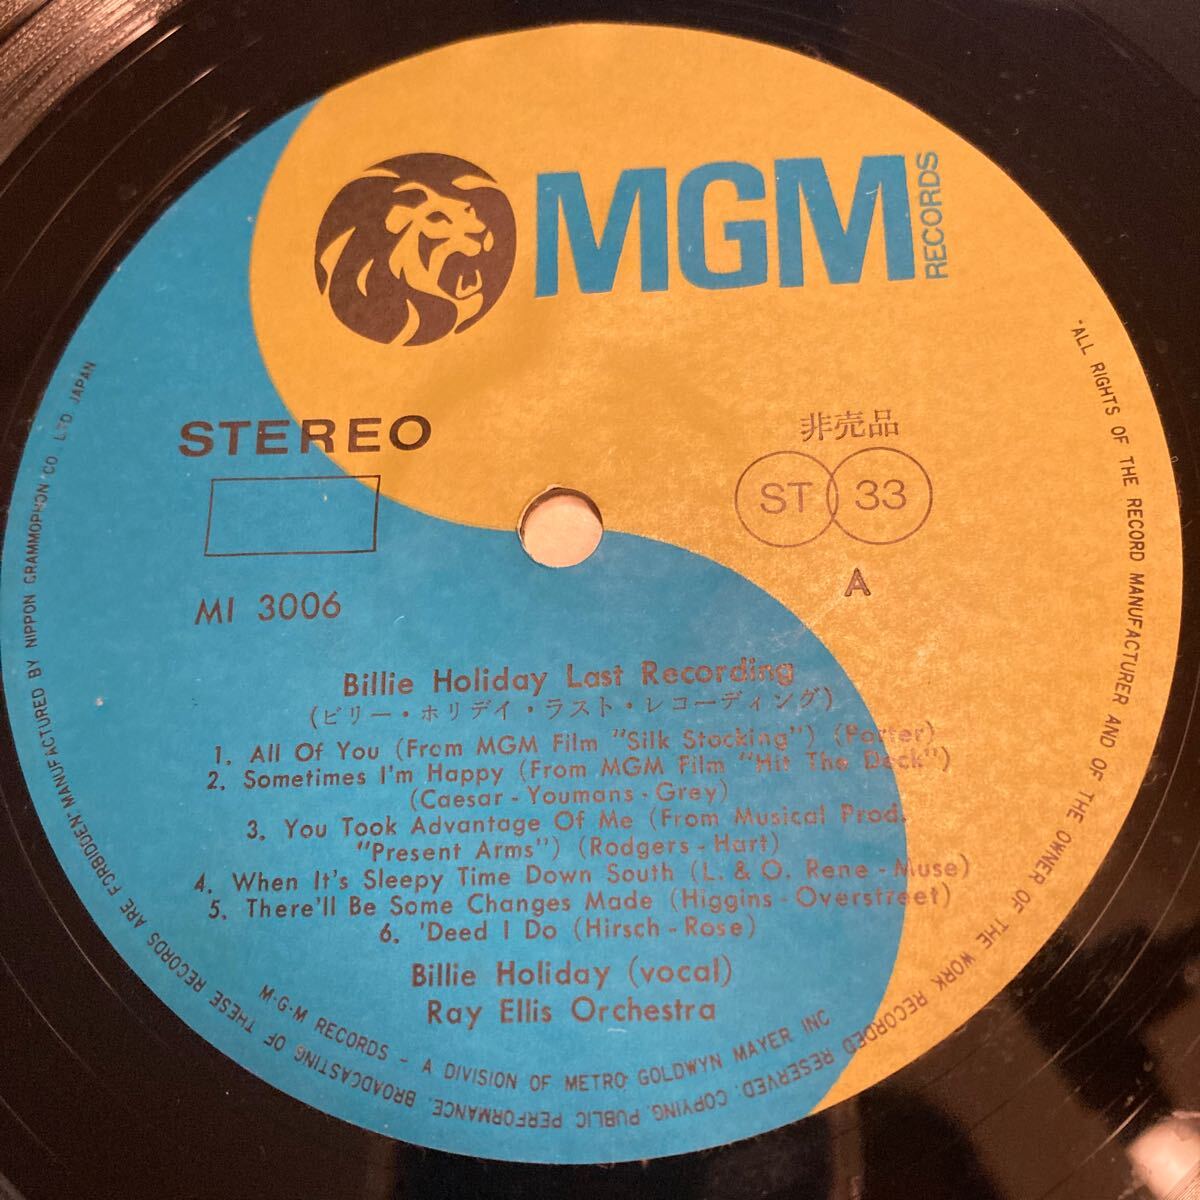 MGM
RECORDS
STEREO
非売品
ST 33
A
MI 3006
Billie Holiday Last Recording
(ビリー・ホリデイ・ラスト・レコーディング)
1. All Of You (From MGM Film "Silk Stocking") (Porter)
2. Sometimes I'm Happy (From MGM Film "Hit The Deck")
(Caesar - Youmans - Grey)
3. You Took Advantage Of Me (From Musical Prod.
"Present Arms") (Rodgers - Hart)
4. When It's Sleepy Time Down South (L. & O. Rene - Muse)
5. There'll Be Some Changes Made (Higgins - Overstreet)
6. 'Deed I Do (Hirsch - Rose)
Billie Holiday (vocal)
Ray Ellis Orchestra
M-G-M RECORDS - A DIVISION OF METRO GOLDWYN MAYER INC
"ALL RIGHTS OF THE RECORD MANUFACTURER AND OF THE OWNER OF THE WORK RECORDED RESERVED. COPYING, PUBLIC PERFORMANCE, BROADCASTING OF THESE RECORDS ARE FORBIDDEN" MANUFACTURED BY NIPPON GRAMMOPHON CO., LTD. JAPAN